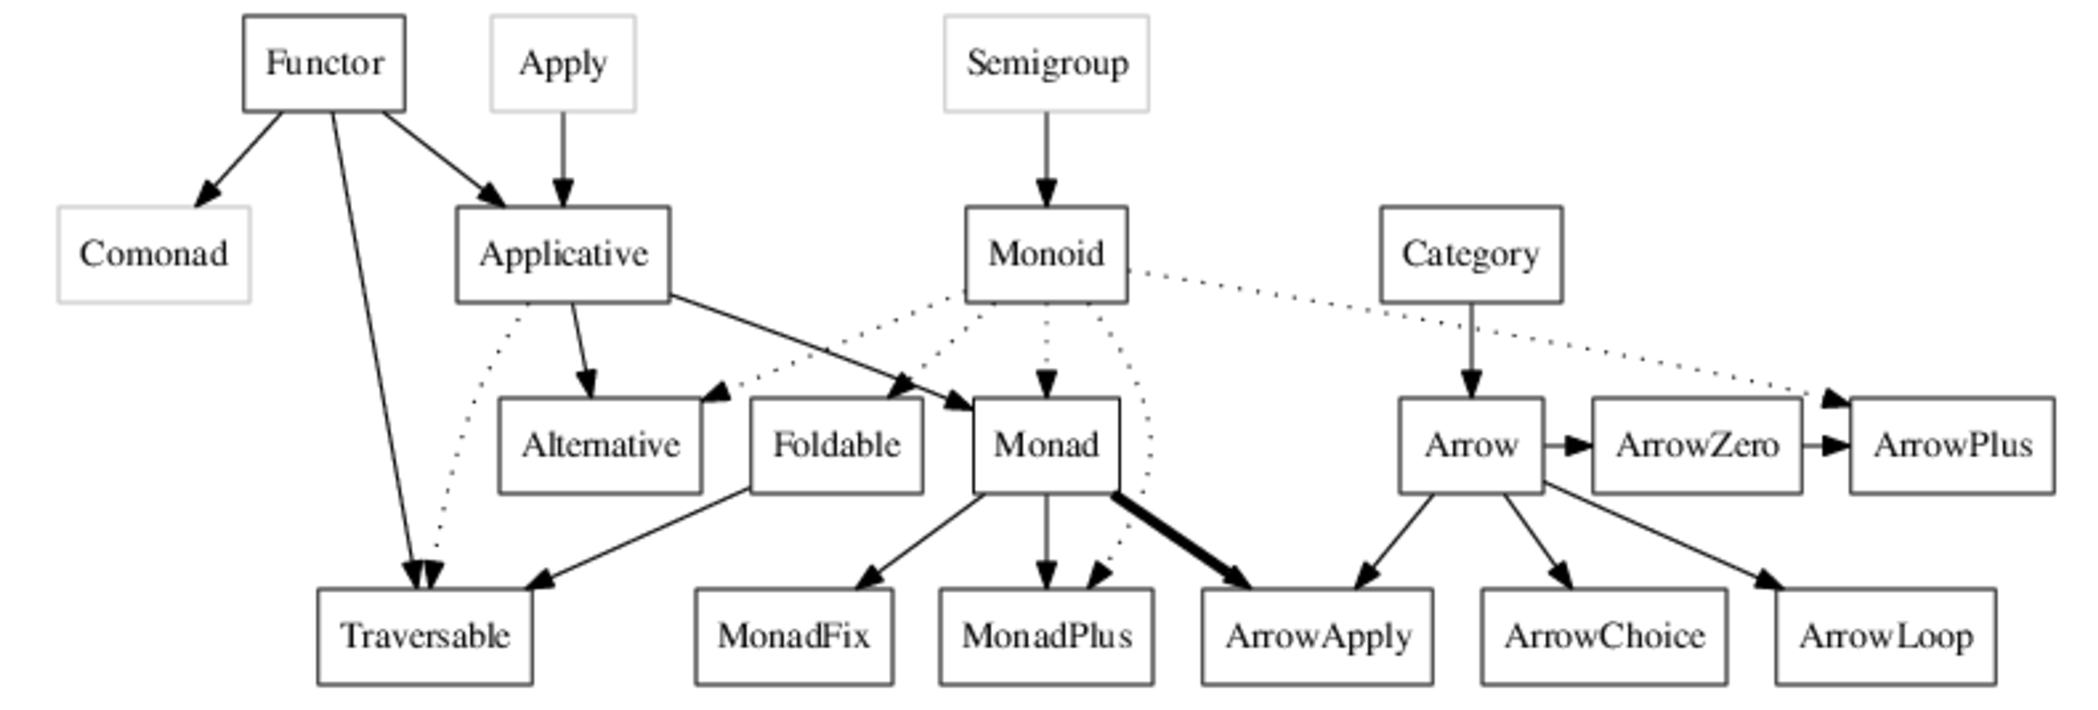 Functor
Apply
Semigroup
Comonad
Applicative
Monoid
Category
Alternative
Foldable
Monad
Arrow
ArrowZero
ArrowPlus
Traversable
MonadFix
MonadPlus
ArrowApply
ArrowChoice
ArrowLoop